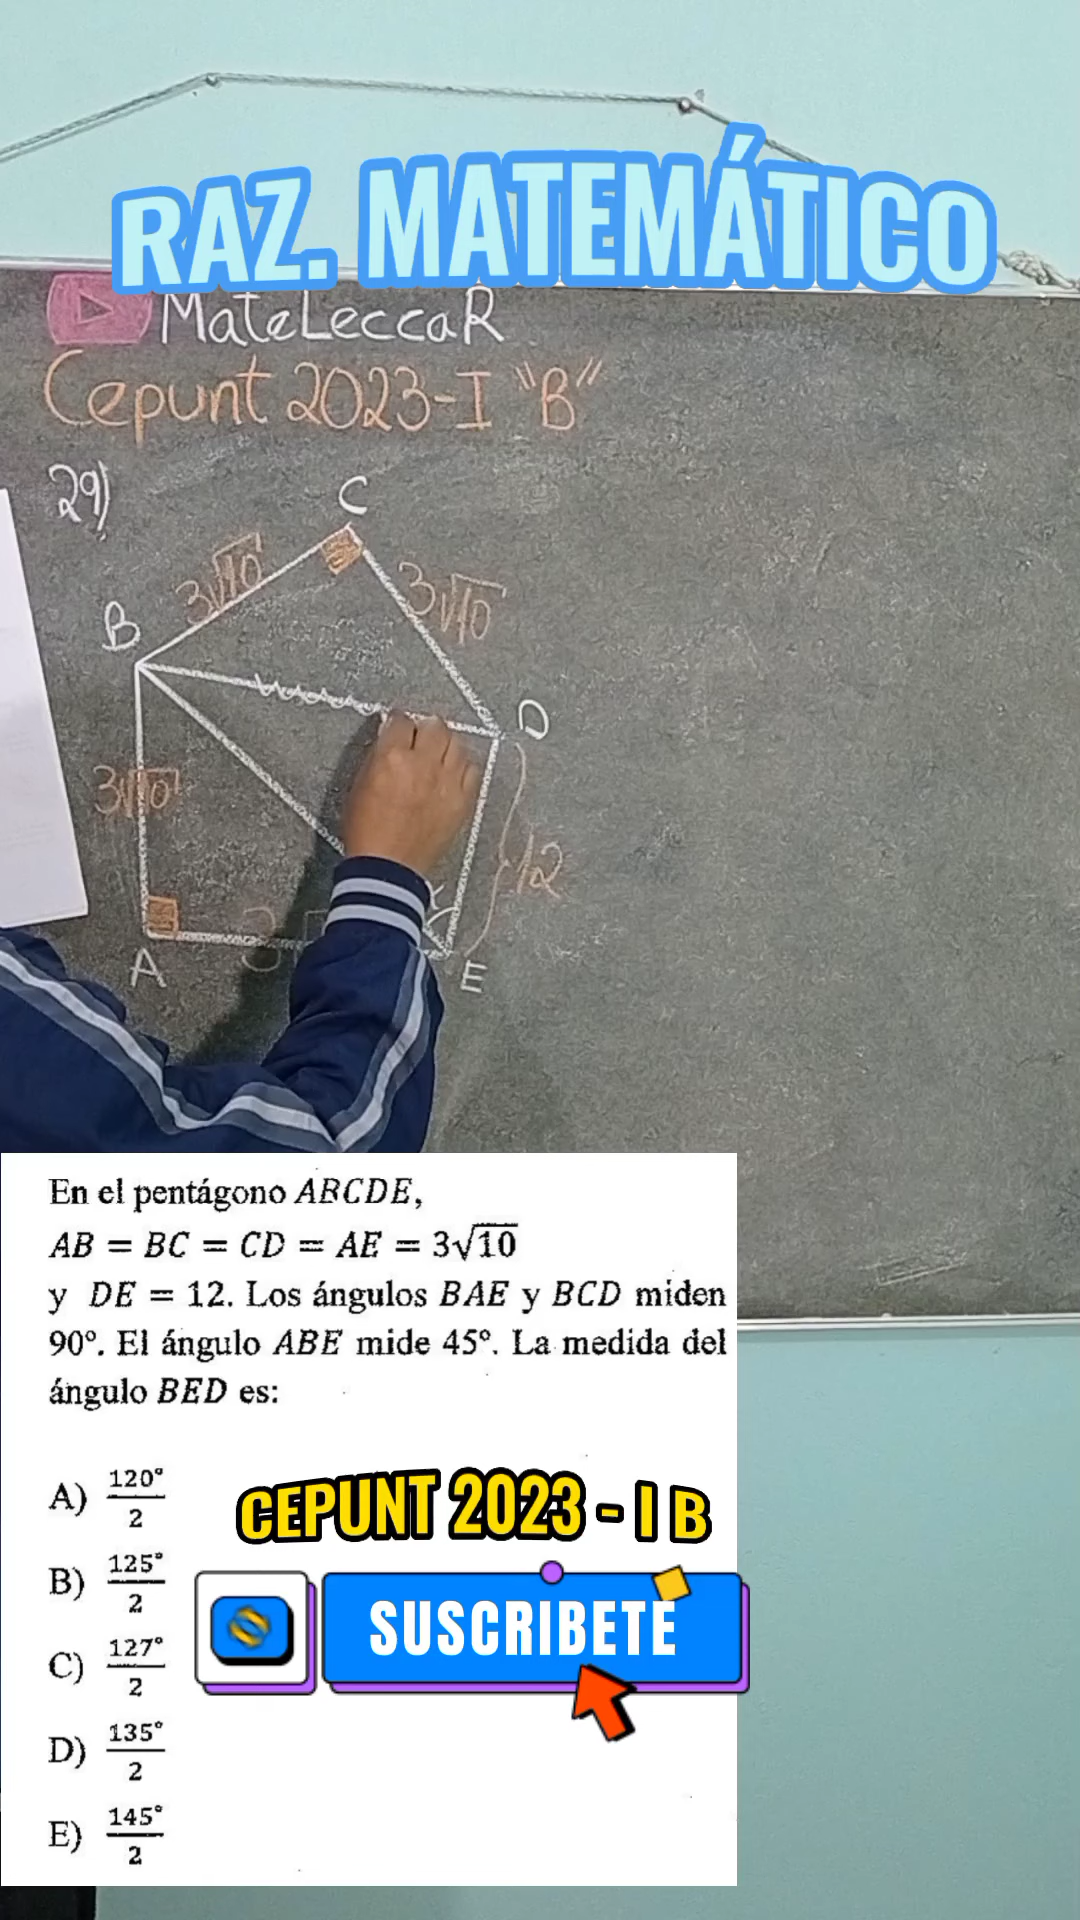 RAZ. MATEMÁTICO
MateLeccaR
Cepunt 2023-I "B"
29)
C
3√10
3√10
B
D
3√10
12
A
3
E
En el pentágono ABCDE,
AB = BC = CD = AE = 3√10
y DE = 12. Los ángulos BAE y BCD miden
90°. El ángulo ABE mide 45°. La medida del
ángulo BED es:
A) 120°/2
B) 125°/2
C) 127°/2
D) 135°/2
E) 145°/2
CEPUNT 2023 - I B
SUSCRIBETE